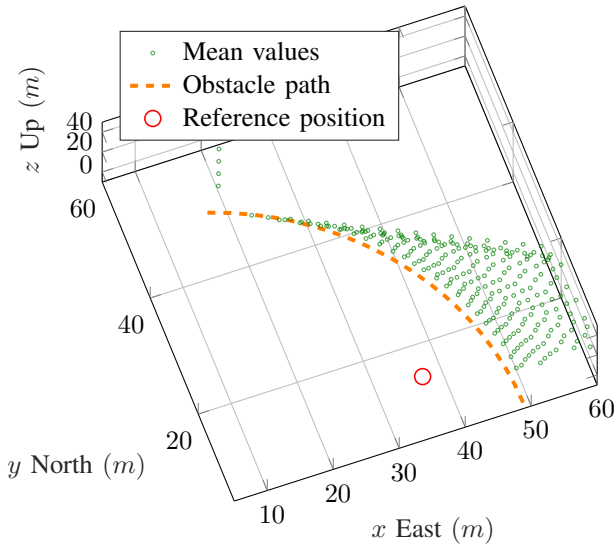 Mean values
Obstacle path
Reference position
z Up (m)
40
20
0
60
40
20
y North (m)
10
20
30
40
50
60
x East (m)